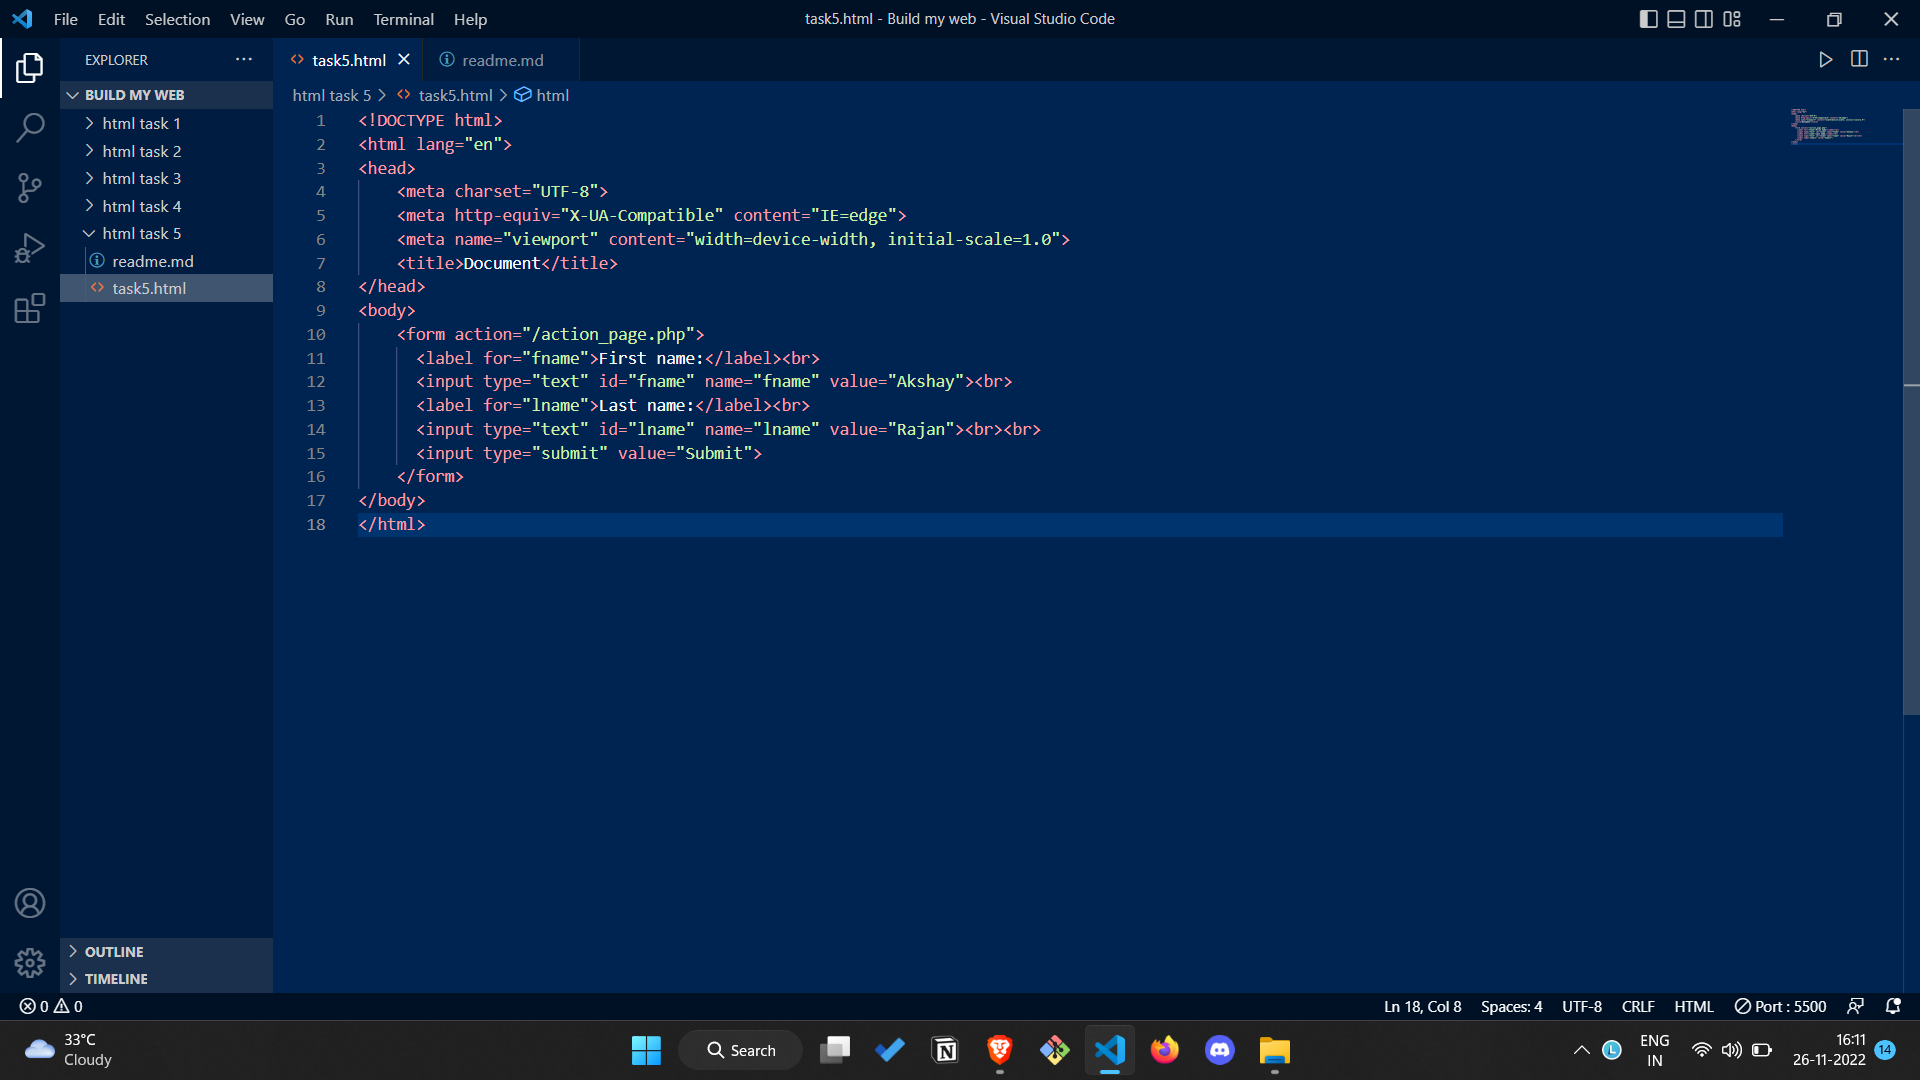 File Edit Selection View Go Run Terminal Help
task5.html - Build my web - Visual Studio Code
EXPLORER
BUILD MY WEB
html task 1
html task 2
html task 3
html task 4
html task 5
readme.md
task5.html
OUTLINE
TIMELINE
task5.html readme.md
html task 5 > task5.html > html
1 <!DOCTYPE html>
2 <html lang="en">
3 <head>
4 <meta charset="UTF-8">
5 <meta http-equiv="X-UA-Compatible" content="IE=edge">
6 <meta name="viewport" content="width=device-width, initial-scale=1.0">
7 <title>Document</title>
8 </head>
9 <body>
10 <form action="/action_page.php">
11 <label for="fname">First name:</label><br>
12 <input type="text" id="fname" name="fname" value="Akshay"><br>
13 <label for="lname">Last name:</label><br>
14 <input type="text" id="lname" name="lname" value="Rajan"><br><br>
15 <input type="submit" value="Submit">
16 </form>
17 </body>
18 </html>
0 0
Ln 18, Col 8 Spaces: 4 UTF-8 CRLF HTML Port : 5500
33°C
Cloudy
Search
ENG
IN
16:11
26-11-2022
14